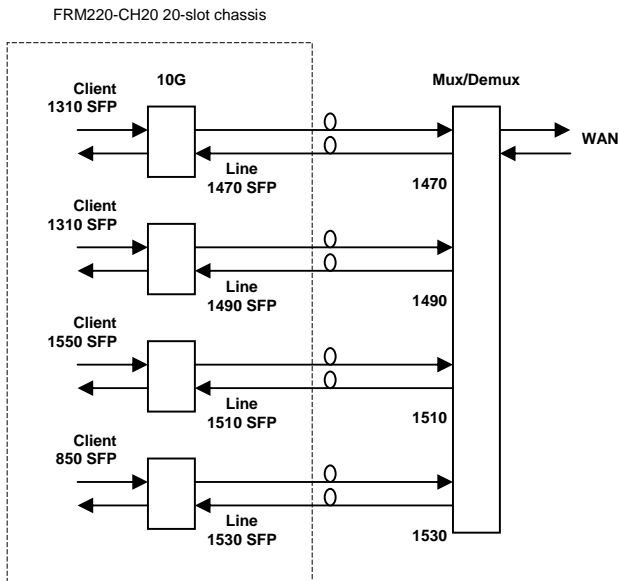 FRM220-CH20 20-slot chassis
10G
Mux/Demux
Client
1310 SFP
WAN
Line
1470 SFP
1470
Client
1310 SFP
Line
1490 SFP
1490
Client
1550 SFP
Line
1510 SFP
1510
Client
850 SFP
Line
1530 SFP
1530